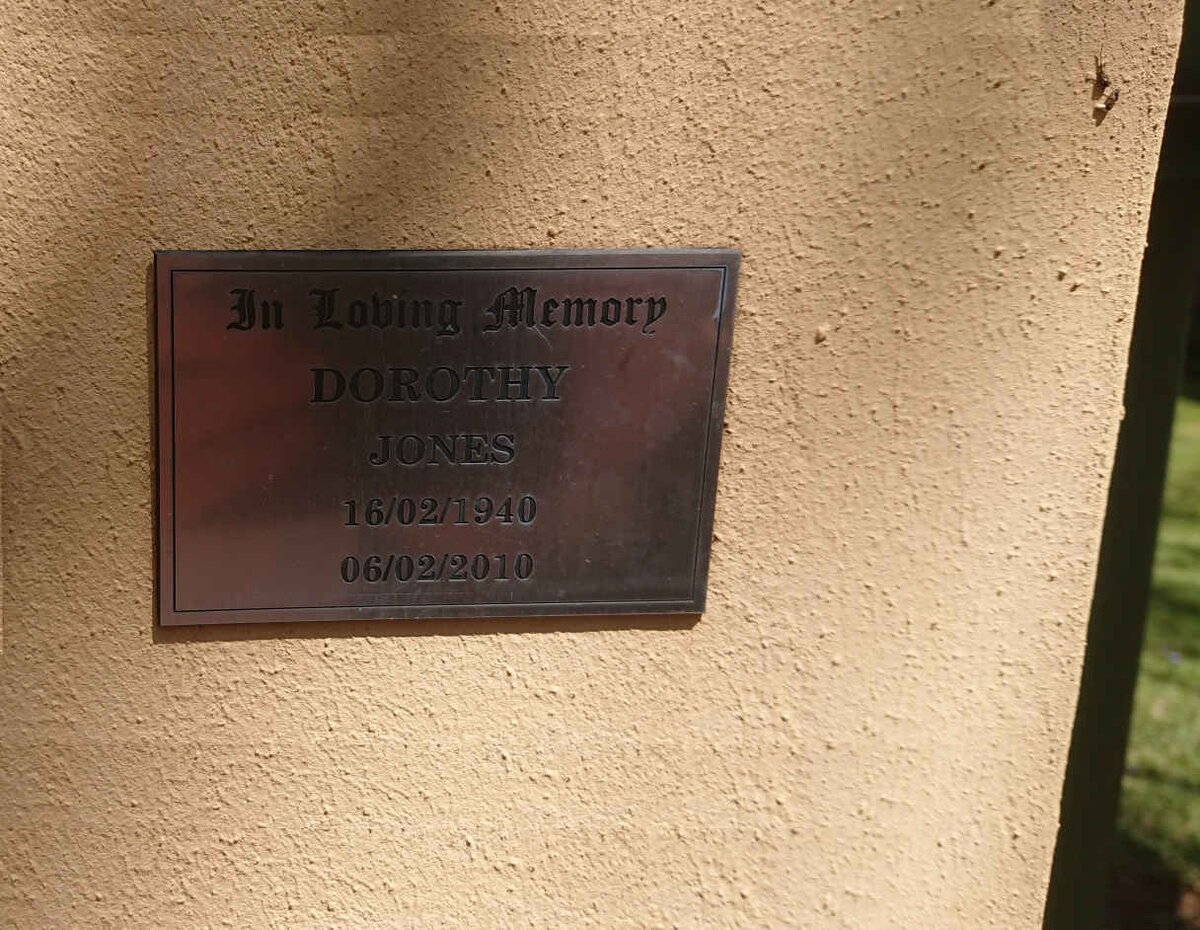 In Loving Memory
DOROTHY
JONES
16/02/1940
06/02/2010